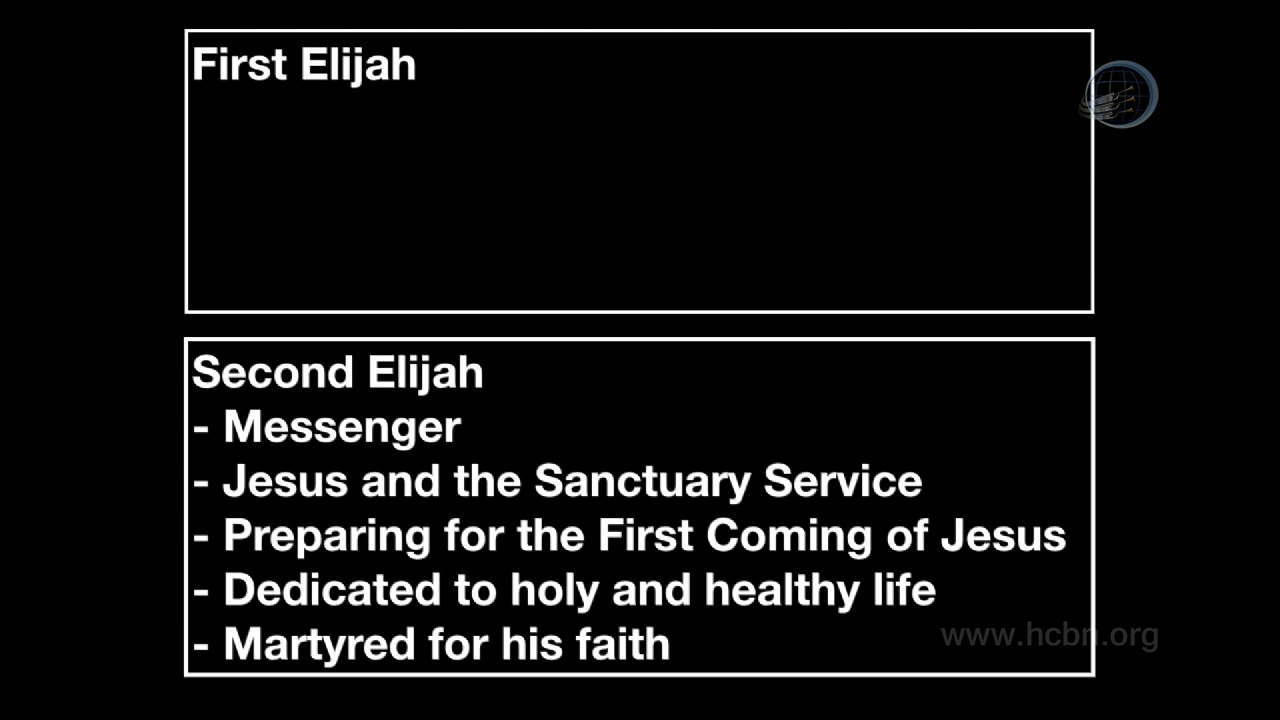 First Elijah
Second Elijah
- Messenger
- Jesus and the Sanctuary Service
- Preparing for the First Coming of Jesus
- Dedicated to holy and healthy life
- Martyred for his faith
www.hcbn.org